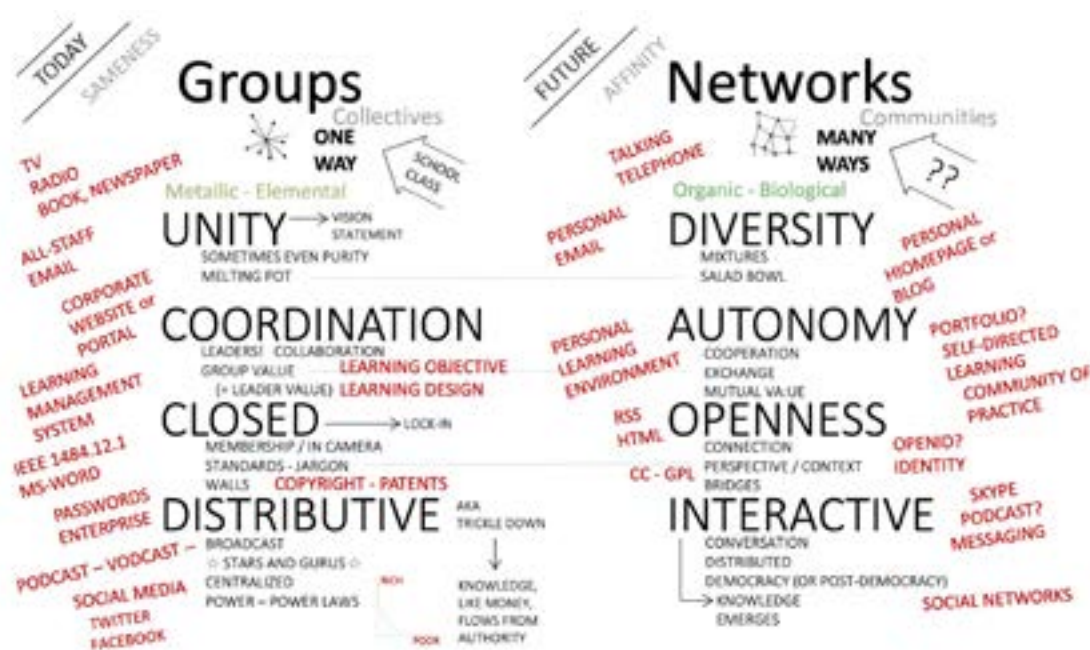 TODAY
SAMENESS
Groups
Collectives
ONE
WAY
SCHOOL
CLASS
Metallic - Elemental
TV
RADIO
BOOK, NEWSPAPER
UNITY
VISION
STATEMENT
SOMETIMES EVEN PURITY
MELTING POT
ALL-STAFF
EMAIL
CORPORATE
WEBSITE or
PORTAL
COORDINATION
LEADERS! COLLABORATION
GROUP VALUE
LEARNING OBJECTIVE
(= LEADER VALUE)
LEARNING DESIGN
LEARNING
MANAGEMENT
SYSTEM
CLOSED
LOCK-IN
MEMBERSHIP / IN CAMERA
STANDARDS - JARGON
WALLS
COPYRIGHT - PATENTS
IEEE 1484.12.1
MS-WORD
PASSWORDS
ENTERPRISE
DISTRIBUTIVE
AKA
TRICKLE DOWN
BROADCAST
☆ STARS AND GURUS ☆
CENTRALIZED
POWER – POWER LAWS
RICH
POOR
KNOWLEDGE,
LIKE MONEY,
FLOWS FROM
AUTHORITY
PODCAST – VODCAST –
SOCIAL MEDIA
TWITTER
FACEBOOK
FUTURE
AFFINITY
Networks
Communities
MANY
WAYS
??
Organic - Biological
TALKING
TELEPHONE
DIVERSITY
MIXTURES
SALAD BOWL
PERSONAL
EMAIL
PERSONAL
HIOMEPAGE or
BLOG
AUTONOMY
COOPERATION
EXCHANGE
MUTUAL VALUE
PERSONAL
LEARNING
ENVIRONMENT
PORTFOLIO?
SELF-DIRECTED
LEARNING
COMMUNITY OF
PRACTICE
OPENNESS
CONNECTION
PERSPECTIVE / CONTEXT
BRIDGES
RSS
HTML
CC - GPL
OPENID?
IDENTITY
INTERACTIVE
CONVERSATION
DISTRIBUTED
DEMOCRACY (OR POST-DEMOCRACY)
KNOWLEDGE
EMERGES
SKYPE
PODCAST?
MESSAGING
SOCIAL NETWORKS